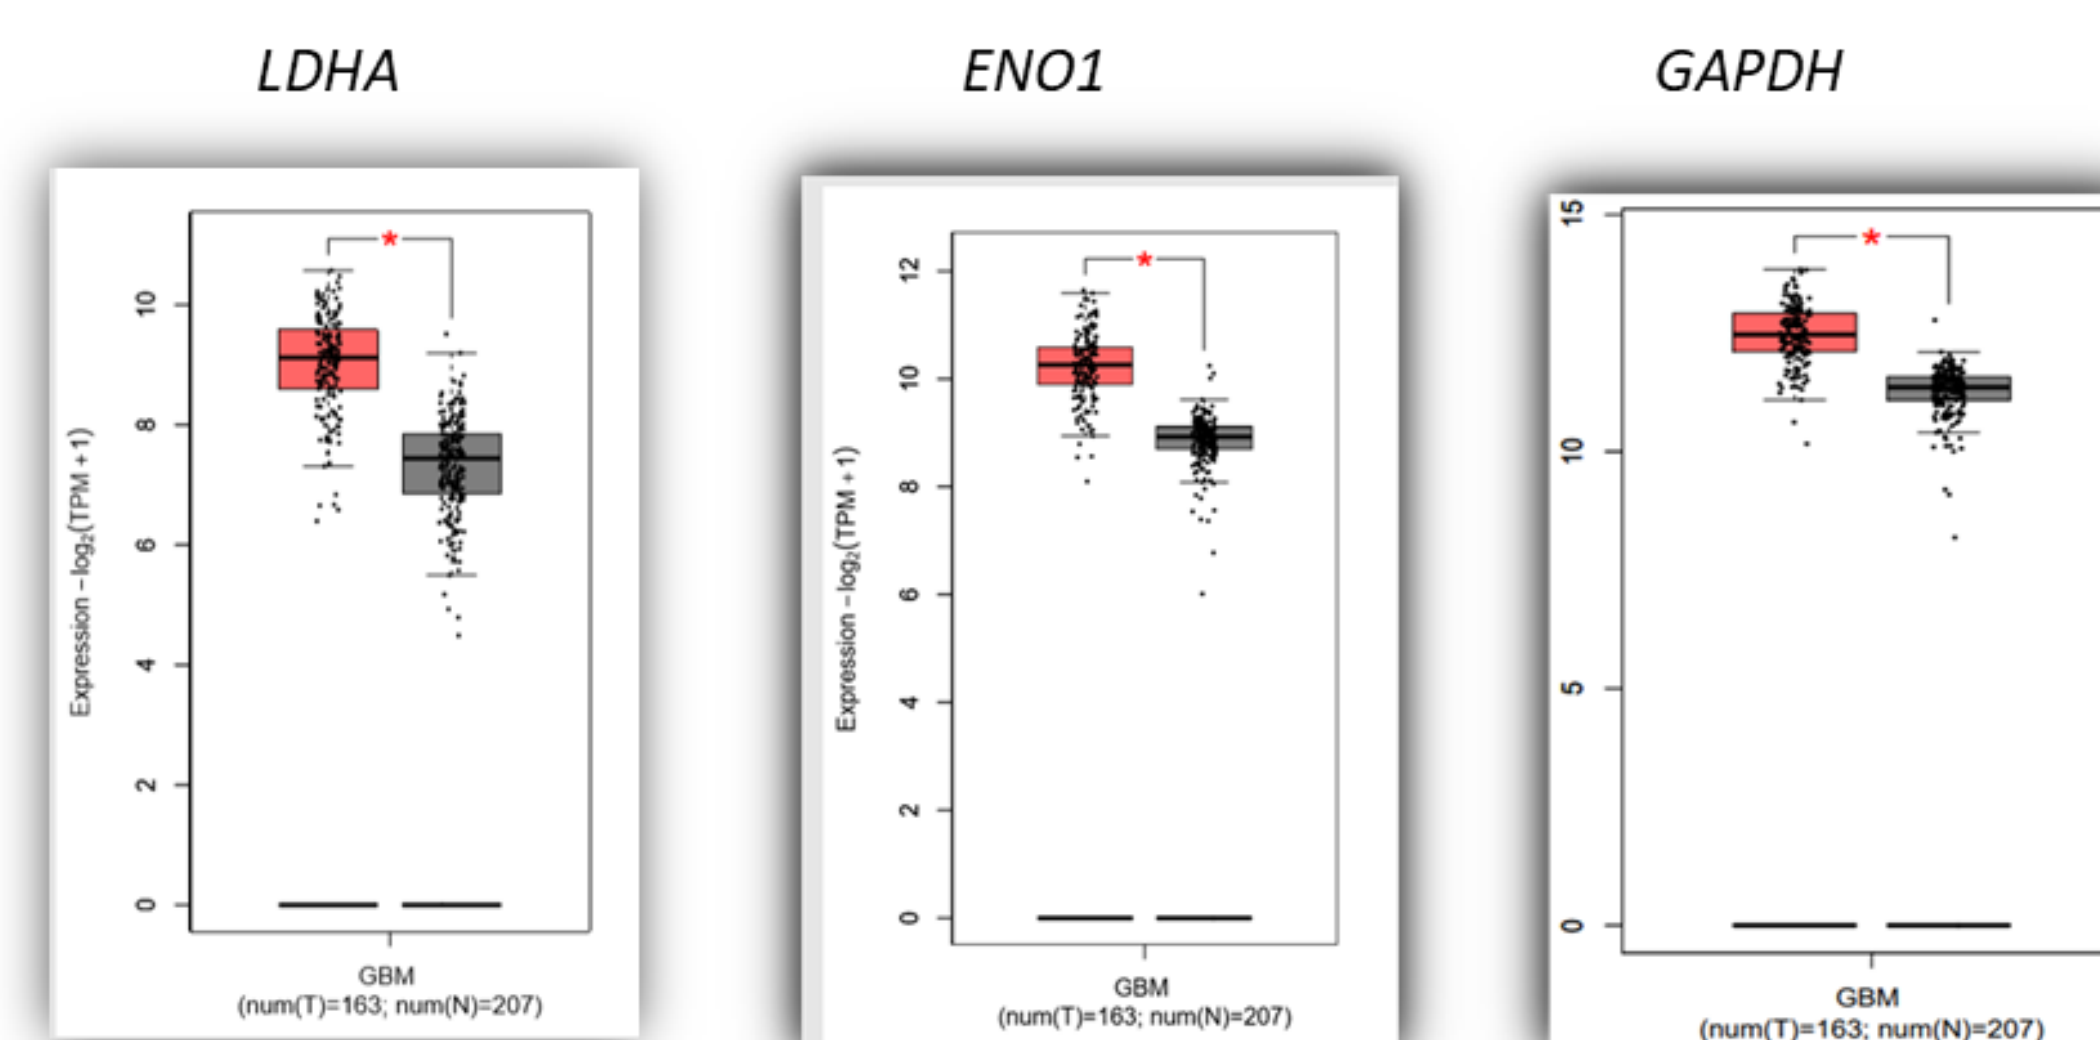 LDHA
ENO1
GAPDH
*
*
*
Expression – log₂(TPM + 1)
10
8
6
4
2
0
GBM
(num(T)=163; num(N)=207)
Expression – log₂(TPM + 1)
12
10
8
6
4
2
0
GBM
(num(T)=163; num(N)=207)
15
10
5
0
GBM
(num(T)=163; num(N)=207)